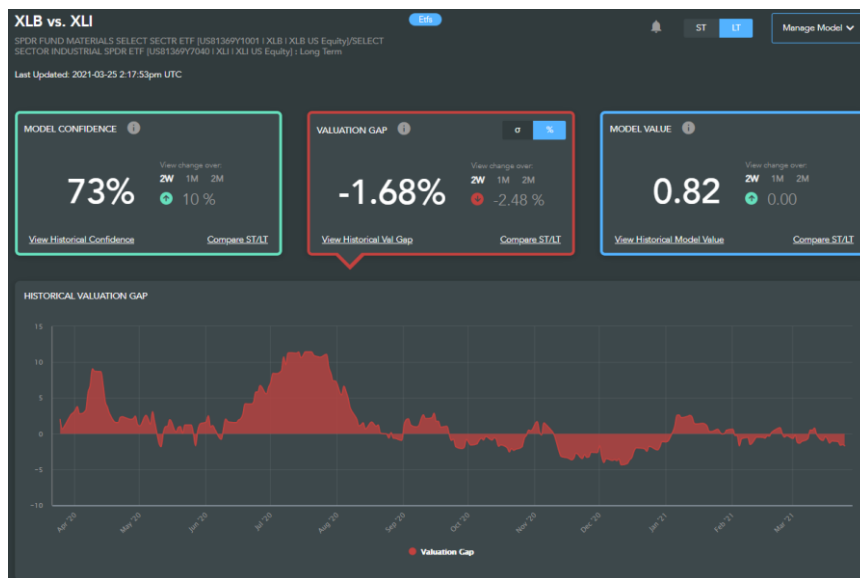 XLB vs. XLI
Etfs
SPDR FUND MATERIALS SELECT SECTR ETF [US81369Y1001 | XLB | XLB US Equity]/SELECT
SECTOR INDUSTRIAL SPDR ETF [US81369Y7040 | XLI | XLI US Equity] : Long Term
ST LT
Manage Model
Last Updated: 2021-03-25 2:17:53pm UTC
MODEL CONFIDENCE i
73%
View change over:
2W 1M 2M
10 %
View Historical Confidence Compare ST/LT
VALUATION GAP i
σ %
-1.68%
View change over:
2W 1M 2M
-2.48 %
View Historical Val Gap Compare ST/LT
MODEL VALUE i
0.82
View change over:
2W 1M 2M
0.00
View Historical Model Value Compare ST/LT
HISTORICAL VALUATION GAP
15
10
5
0
-5
-10
Apr '20 May '20 Jun '20 Jul '20 Aug '20 Sep '20 Oct '20 Nov '20 Dec '20 Jan '21 Feb '21 Mar '21
Valuation Gap